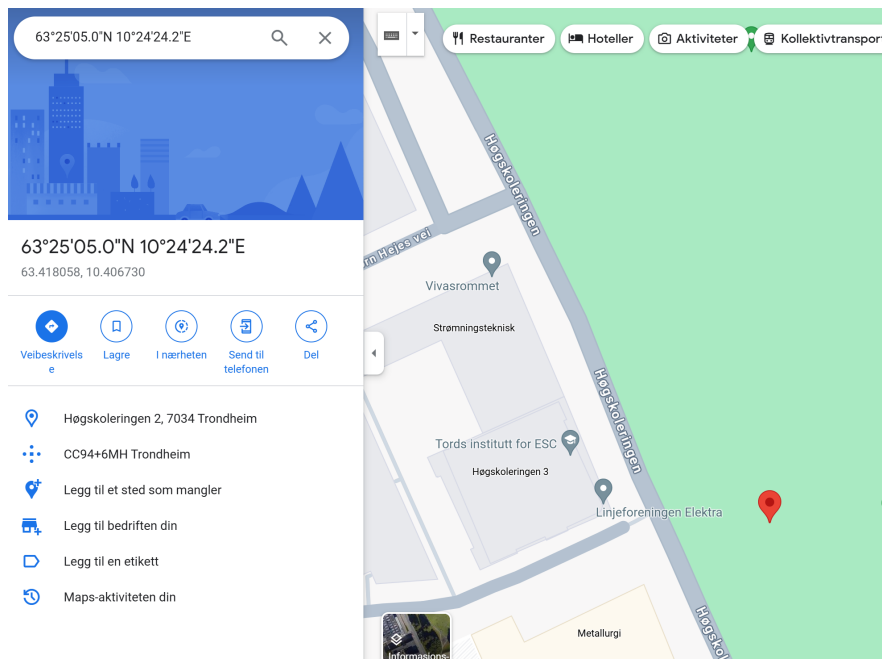 63°25'05.0"N 10°24'24.2"E
Restauranter
Hoteller
Aktiviteter
Kollektivtransport
63°25'05.0"N 10°24'24.2"E
63.418058, 10.406730
Veibeskrivels
e
Lagre
I nærheten
Send til
telefonen
Del
Høgskoleringen 2, 7034 Trondheim
CC94+6MH Trondheim
Legg til et sted som mangler
Legg til bedriften din
Legg til en etikett
Maps-aktiviteten din
Høgskoleringen
rn Hejes vei
Vivasrommet
Strømningsteknisk
Høgskoleringen
Tords institutt for ESC
Høgskoleringen 3
Linjeforeningen Elektra
Metallurgi
Høgskol
Informasjons-